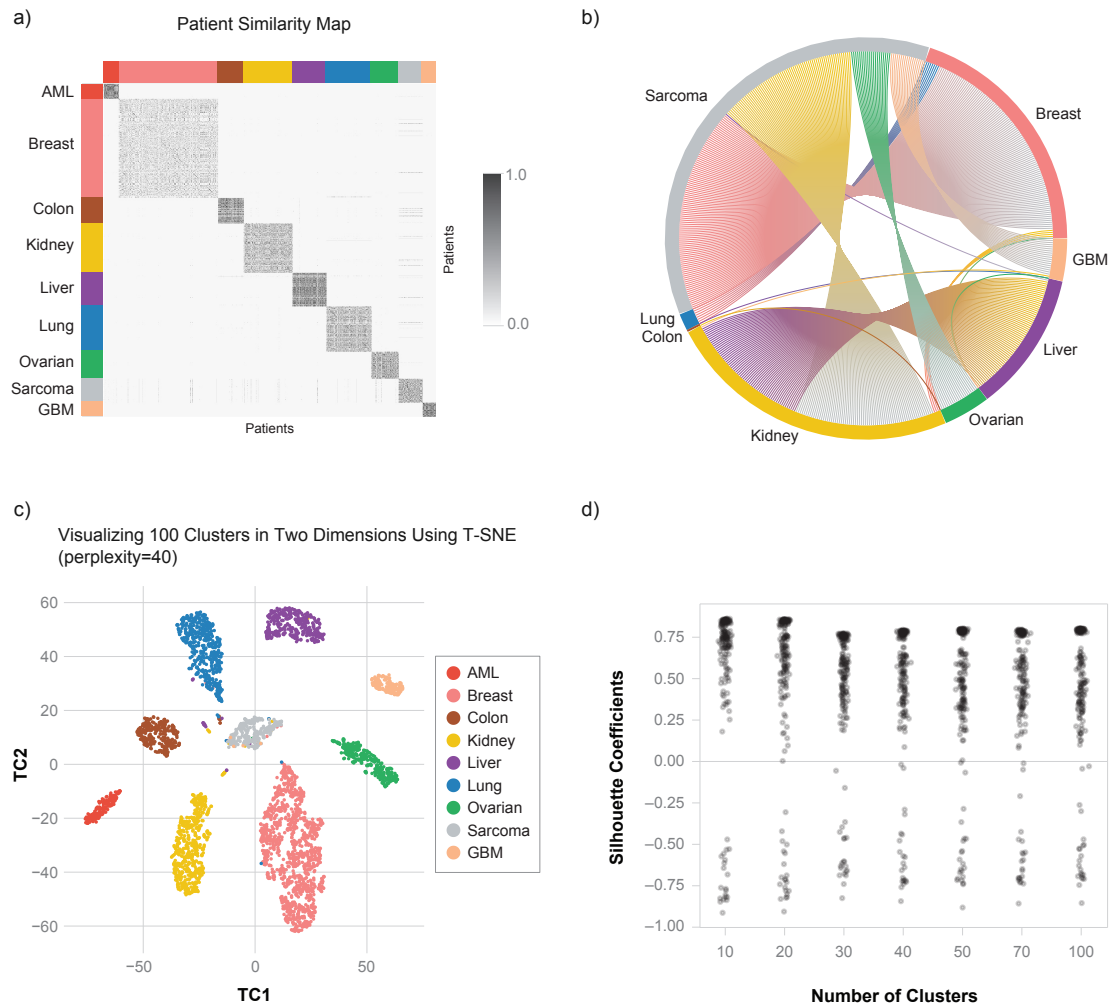 a)
Patient Similarity Map
AML
Breast
Colon
Kidney
Liver
Lung
Ovarian
Sarcoma
GBM
Patients
Patients
1.0
0.0
b)
Sarcoma
Breast
GBM
Liver
Ovarian
Kidney
Colon
Lung
c)
Visualizing 100 Clusters in Two Dimensions Using T-SNE
(perplexity=40)
60
40
20
0
−20
−40
−60
TC2
−50
0
50
TC1
AML
Breast
Colon
Kidney
Liver
Lung
Ovarian
Sarcoma
GBM
d)
Silhouette Coefficients
0.75
0.50
0.25
0.00
−0.25
−0.50
−0.75
−1.00
10
20
30
40
50
70
100
Number of Clusters